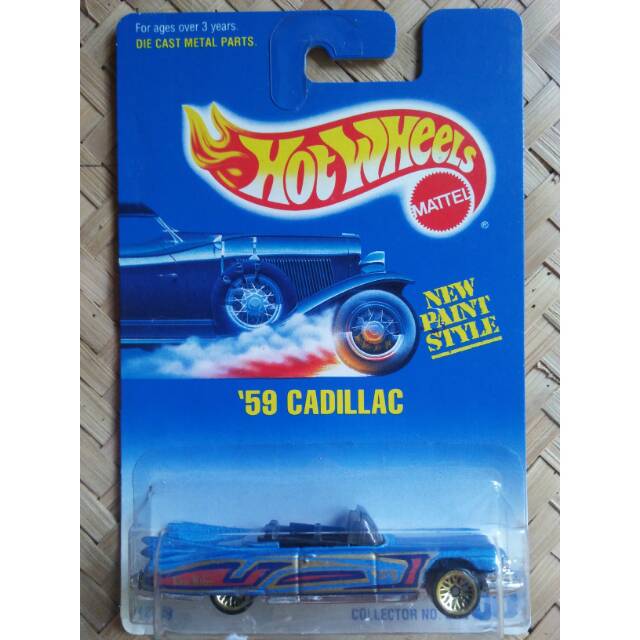 For ages over 3 years.
DIE CAST METAL PARTS.
HOT WHEELS
MATTEL
®
NEW
PAINT
STYLE
'59 CADILLAC
COLLECTOR NO.